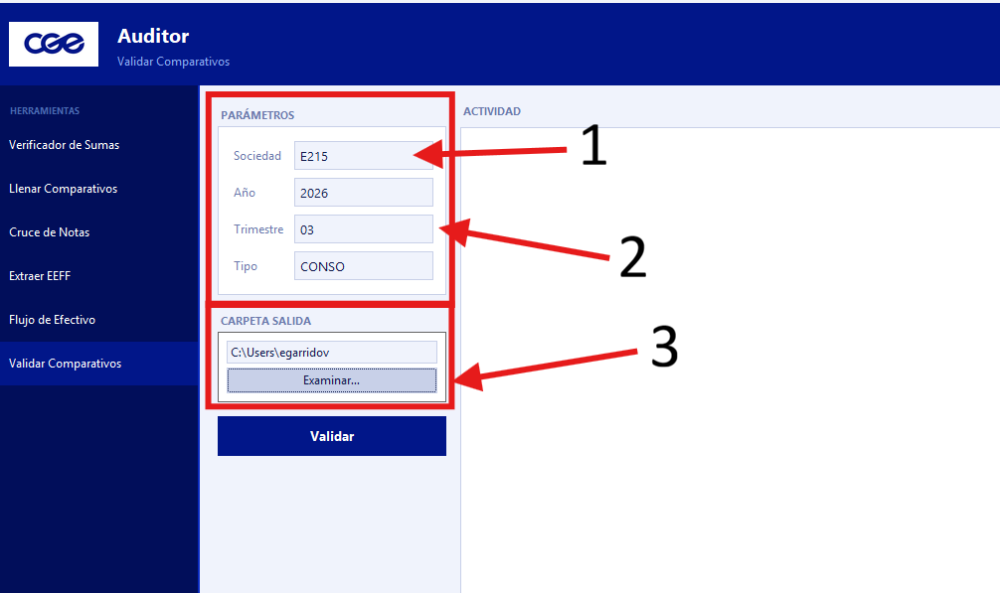 cge
Auditor
Validar Comparativos
HERRAMIENTAS
Verificador de Sumas
Llenar Comparativos
Cruce de Notas
Extraer EEFF
Flujo de Efectivo
Validar Comparativos
PARÁMETROS
Sociedad E215
Año 2026
Trimestre 03
Tipo CONSO
CARPETA SALIDA
C:\Users\egarridov
Examinar...
Validar
ACTIVIDAD
1
2
3